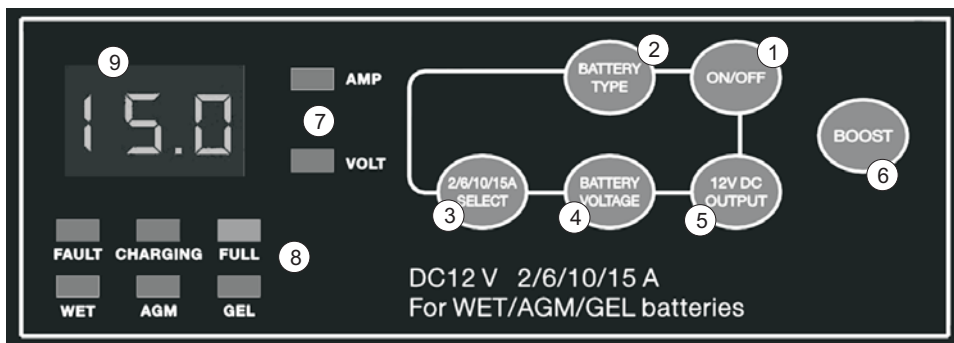 9
15.0
AMP
7
VOLT
2
BATTERY
TYPE
1
ON/OFF
BOOST
6
2/6/10/15A
SELECT
3
BATTERY
VOLTAGE
4
12V DC
OUTPUT
5
FAULT CHARGING FULL
8
WET AGM GEL
DC12 V 2/6/10/15 A
For WET/AGM/GEL batteries